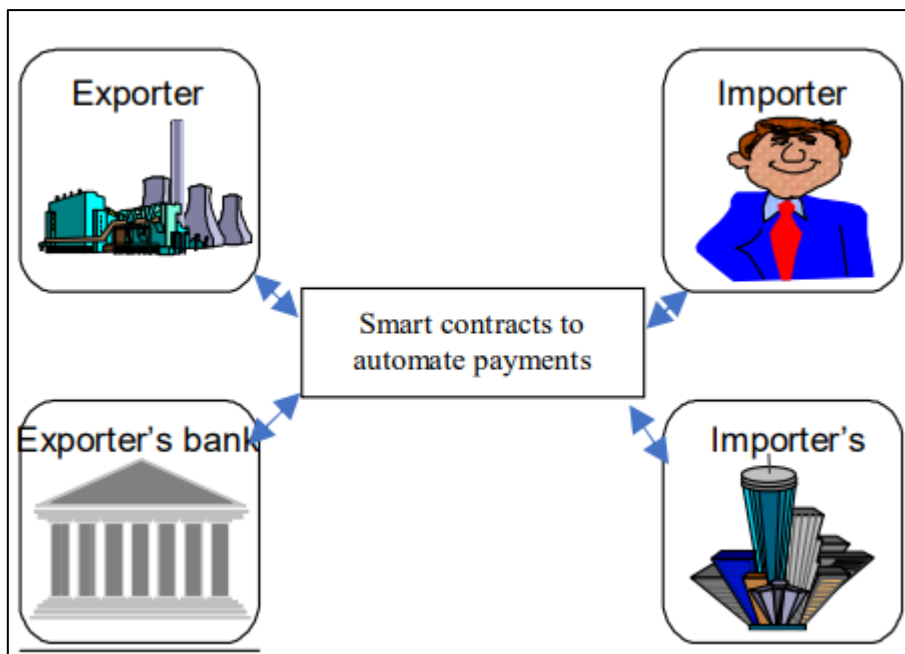 Exporter
Importer
Smart contracts to
automate payments
Exporter’s bank
Importer’s